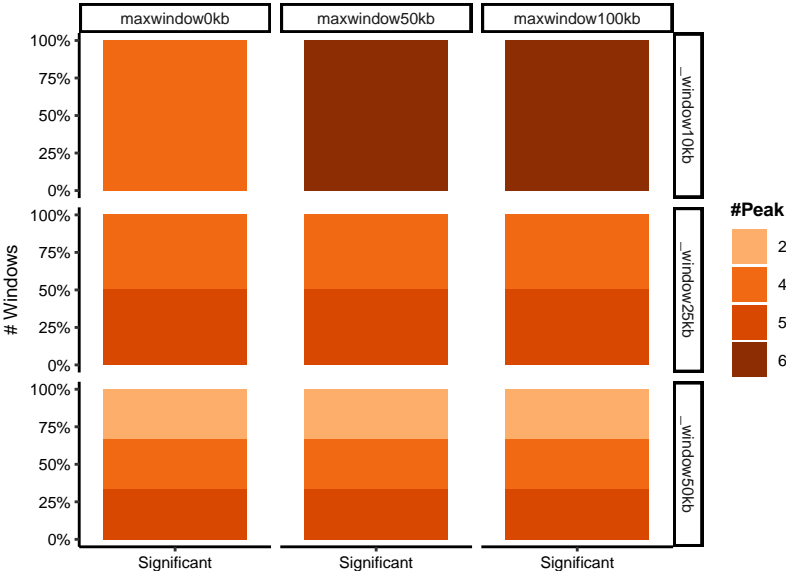 maxwindow0kb
maxwindow50kb
maxwindow100kb
100%
75%
50%
25%
0%
_window10kb
100%
75%
50%
25%
0%
_window25kb
100%
75%
50%
25%
0%
_window50kb
# Windows
Significant
Significant
Significant
#Peak
2
4
5
6